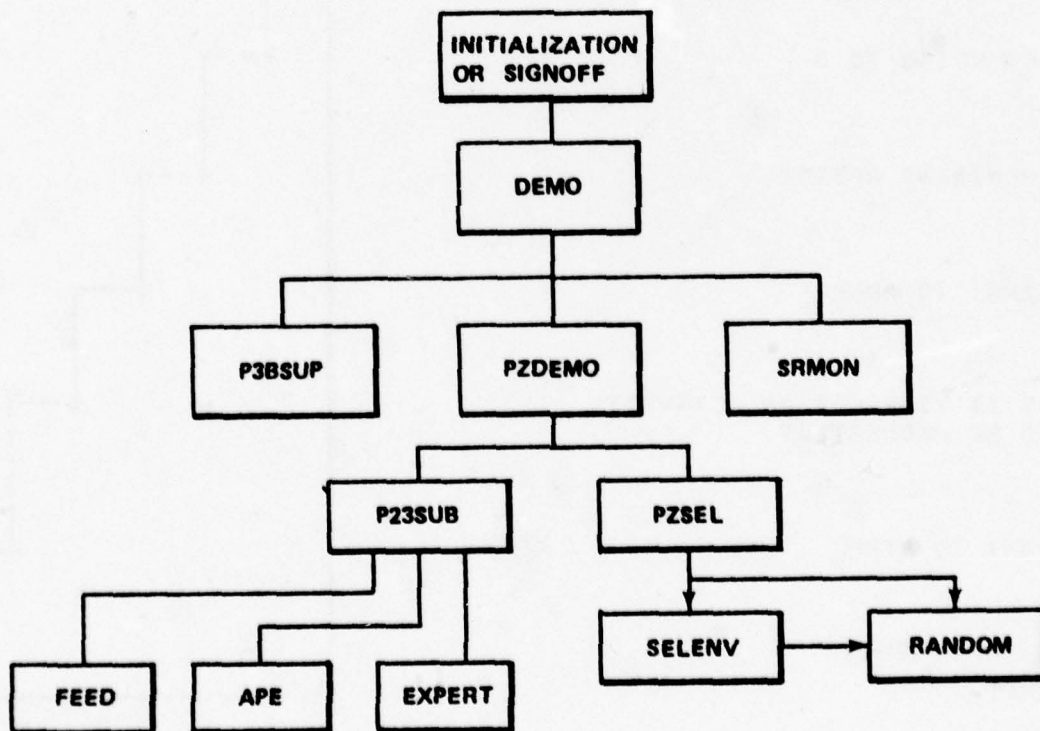 INITIALIZATION
OR SIGNOFF
DEMO
P3BSUP
PZDEMO
SRMON
P23SUB
PZSEL
SELENV
RANDOM
FEED
APE
EXPERT